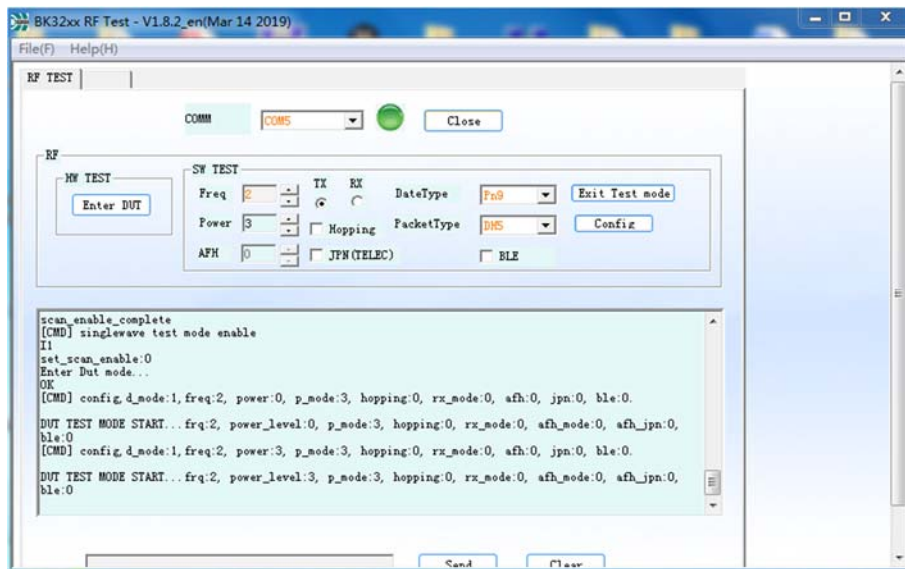 BK32xx RF Test - V1.8.2_en(Mar 14 2019)
File(F) Help(H)
RF TEST
COMM COM5 Close
RF
HW TEST
Enter DUT
SW TEST
Freq 2 TX RX DateType Pn9 Exit Test mode
Power 3 Hopping PacketType DH5 Config
AFH 0 JPN(TELEC) BLE
scan_enable_complete
[CMD] singlewave test mode enable
I1
set_scan_enable:0
Enter Dut mode...
OK
[CMD] config,d_mode:1,freq:2, power:0, p_mode:3, hopping:0, rx_mode:0, afh:0, jpn:0, ble:0.
DUT TEST MODE START...frq:2, power_level:0, p_mode:3, hopping:0, rx_mode:0, afh_mode:0, afh_jpn:0,
ble:0
[CMD] config,d_mode:1,freq:2, power:3, p_mode:3, hopping:0, rx_mode:0, afh:0, jpn:0, ble:0.
DUT TEST MODE START...frq:2, power_level:3, p_mode:3, hopping:0, rx_mode:0, afh_mode:0, afh_jpn:0,
ble:0
Send Clear